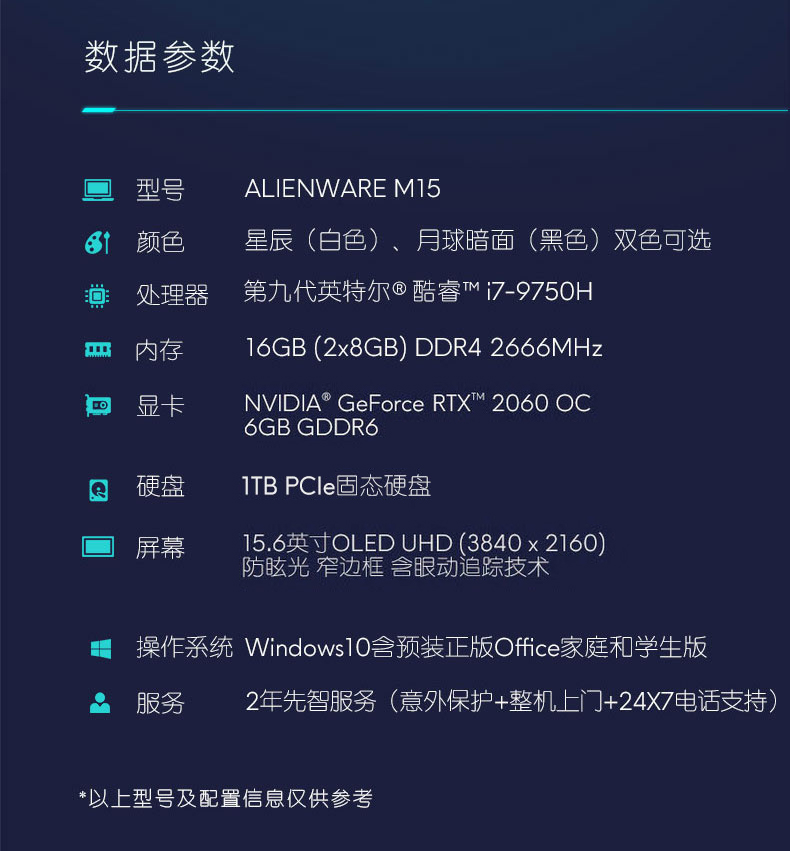 数据参数
型号 ALIENWARE M15
颜色 星辰（白色）、月球暗面（黑色）双色可选
处理器 第九代英特尔® 酷睿™ i7-9750H
内存 16GB (2x8GB) DDR4 2666MHz
显卡 NVIDIA® GeForce RTX™ 2060 OC
6GB GDDR6
硬盘 1TB PCIe固态硬盘
屏幕 15.6英寸OLED UHD (3840 x 2160)
防眩光 窄边框 含眼动追踪技术
操作系统 Windows10含预装正版Office家庭和学生版
服务 2年先智服务（意外保护+整机上门+24X7电话支持）
*以上型号及配置信息仅供参考